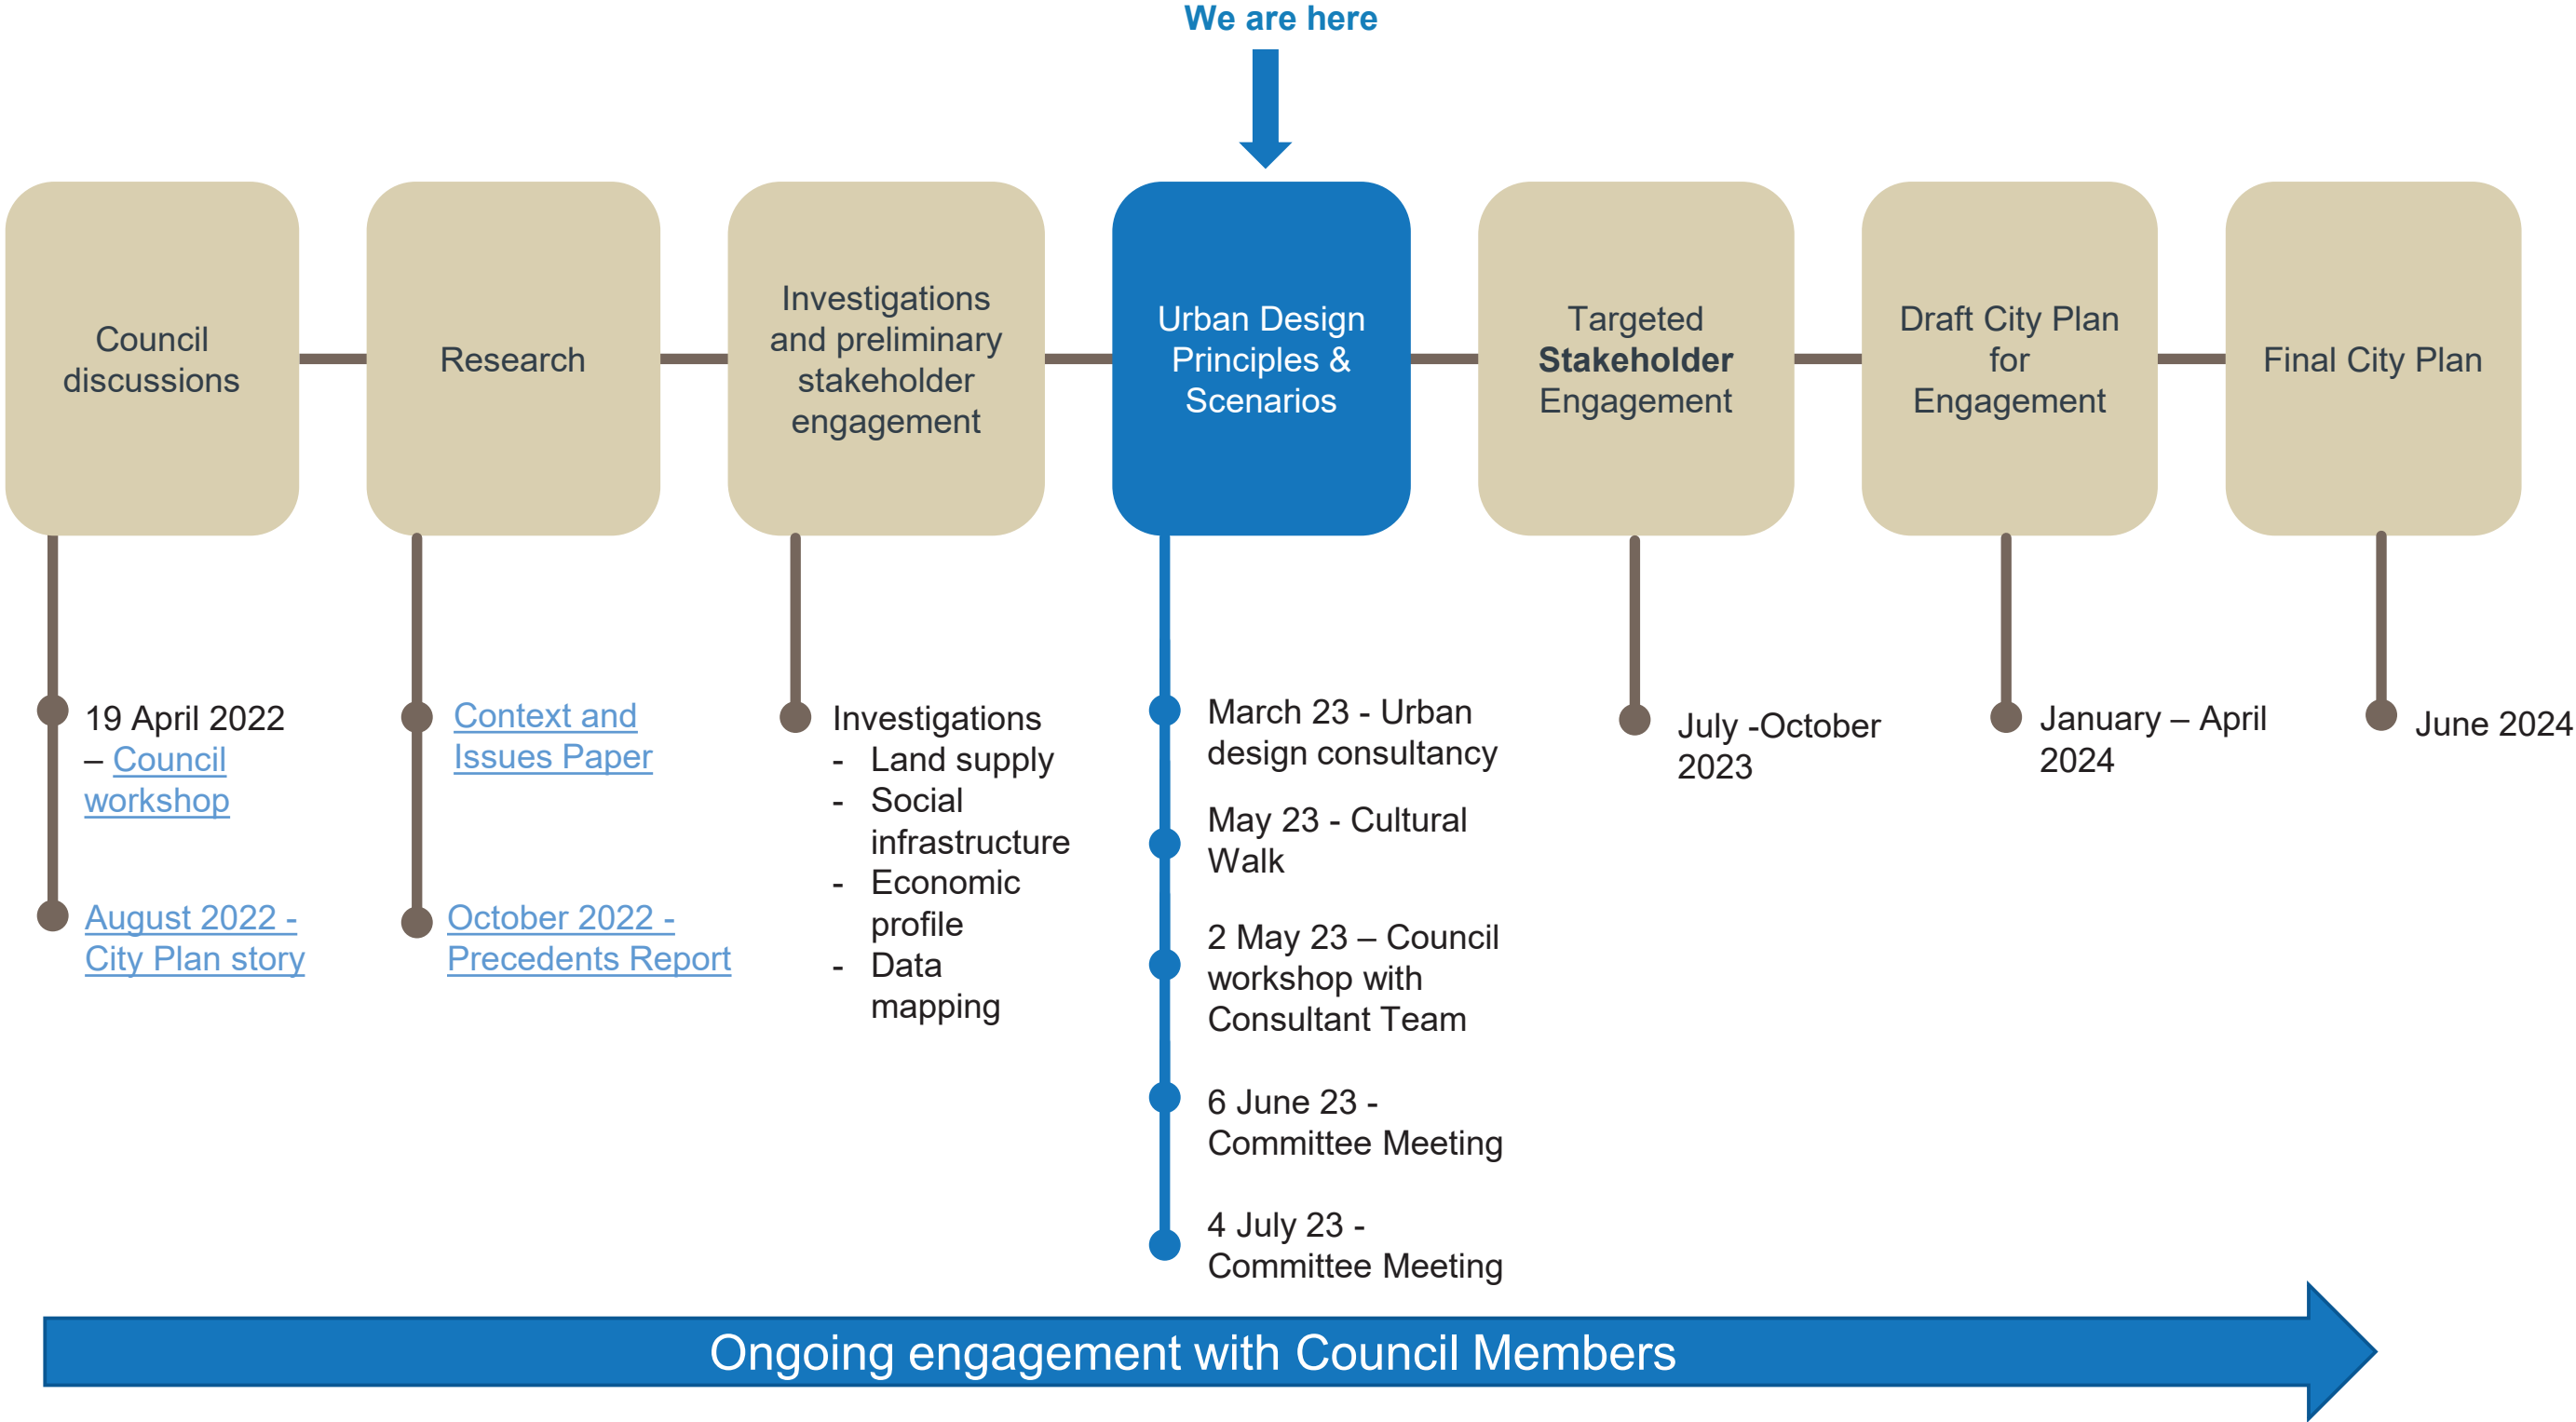 We are here
Council
discussions
Research
Investigations
and preliminary
stakeholder
engagement
Urban Design
Principles &
Scenarios
Targeted
Stakeholder
Engagement
Draft City Plan
for
Engagement
Final City Plan
19 April 2022
– Council
workshop
August 2022 -
City Plan story
Context and
Issues Paper
October 2022 -
Precedents Report
Investigations
- Land supply
- Social
infrastructure
- Economic
profile
- Data
mapping
March 23 - Urban
design consultancy
May 23 - Cultural
Walk
2 May 23 – Council
workshop with
Consultant Team
6 June 23 -
Committee Meeting
4 July 23 -
Committee Meeting
July -October
2023
January – April
2024
June 2024
Ongoing engagement with Council Members